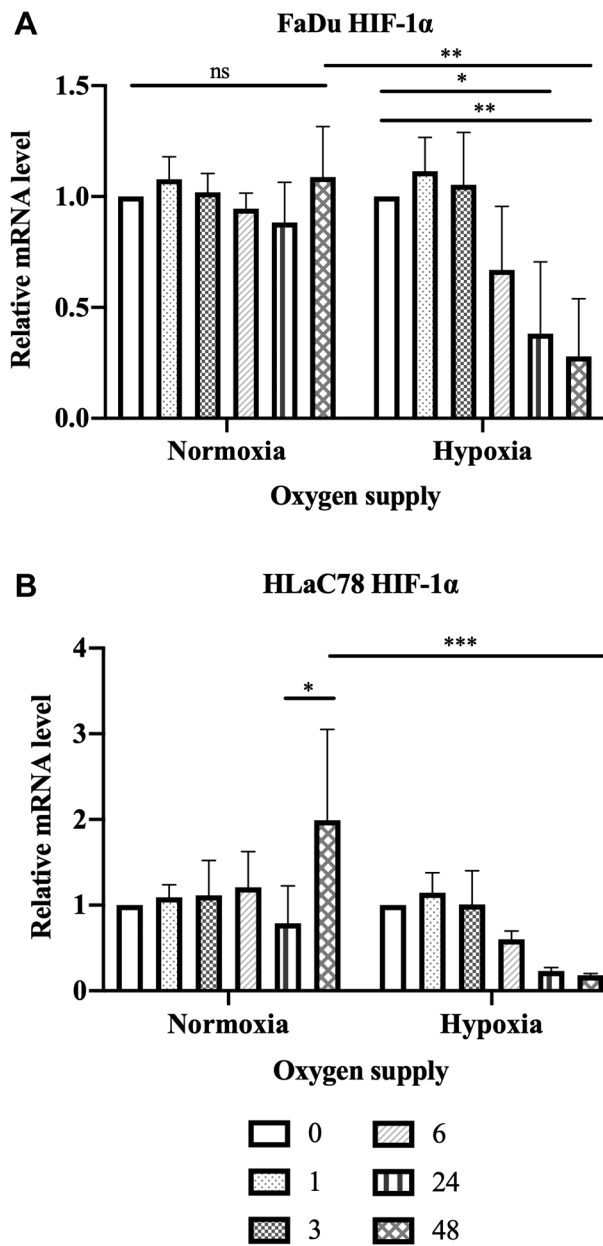 A
FaDu HIF-1α
**
ns
*
**
1.5
1.0
0.5
0.0
Relative mRNA level
Normoxia Hypoxia
Oxygen supply
B
HLaC78 HIF-1α
***
*
4
3
2
1
0
Relative mRNA level
Normoxia Hypoxia
Oxygen supply
0 6
1 24
3 48